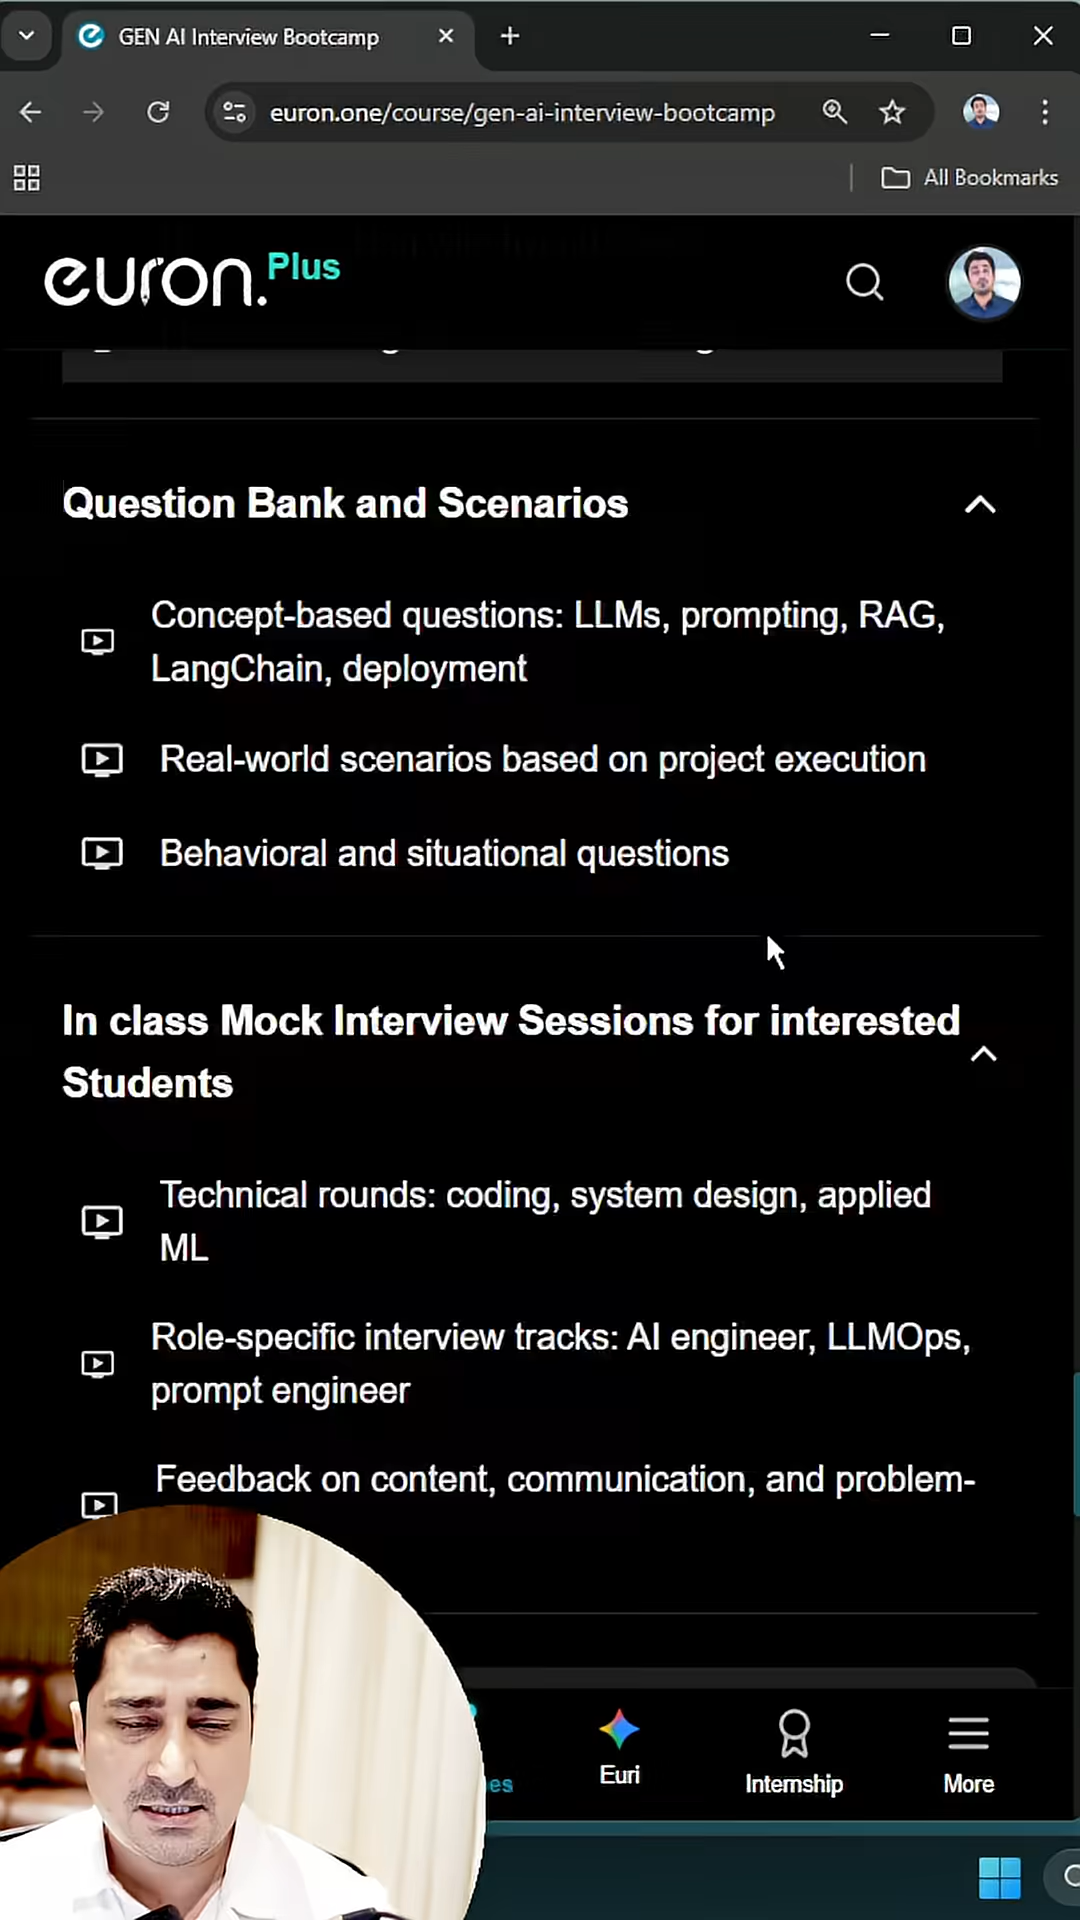 GEN AI Interview Bootcamp
euron.one/course/gen-ai-interview-bootcamp
All Bookmarks
euron. Plus
Question Bank and Scenarios
Concept-based questions: LLMs, prompting, RAG,
LangChain, deployment
Real-world scenarios based on project execution
Behavioral and situational questions
In class Mock Interview Sessions for interested
Students
Technical rounds: coding, system design, applied
ML
Role-specific interview tracks: AI engineer, LLMOps,
prompt engineer
Feedback on content, communication, and problem-
es
Euri
Internship
More